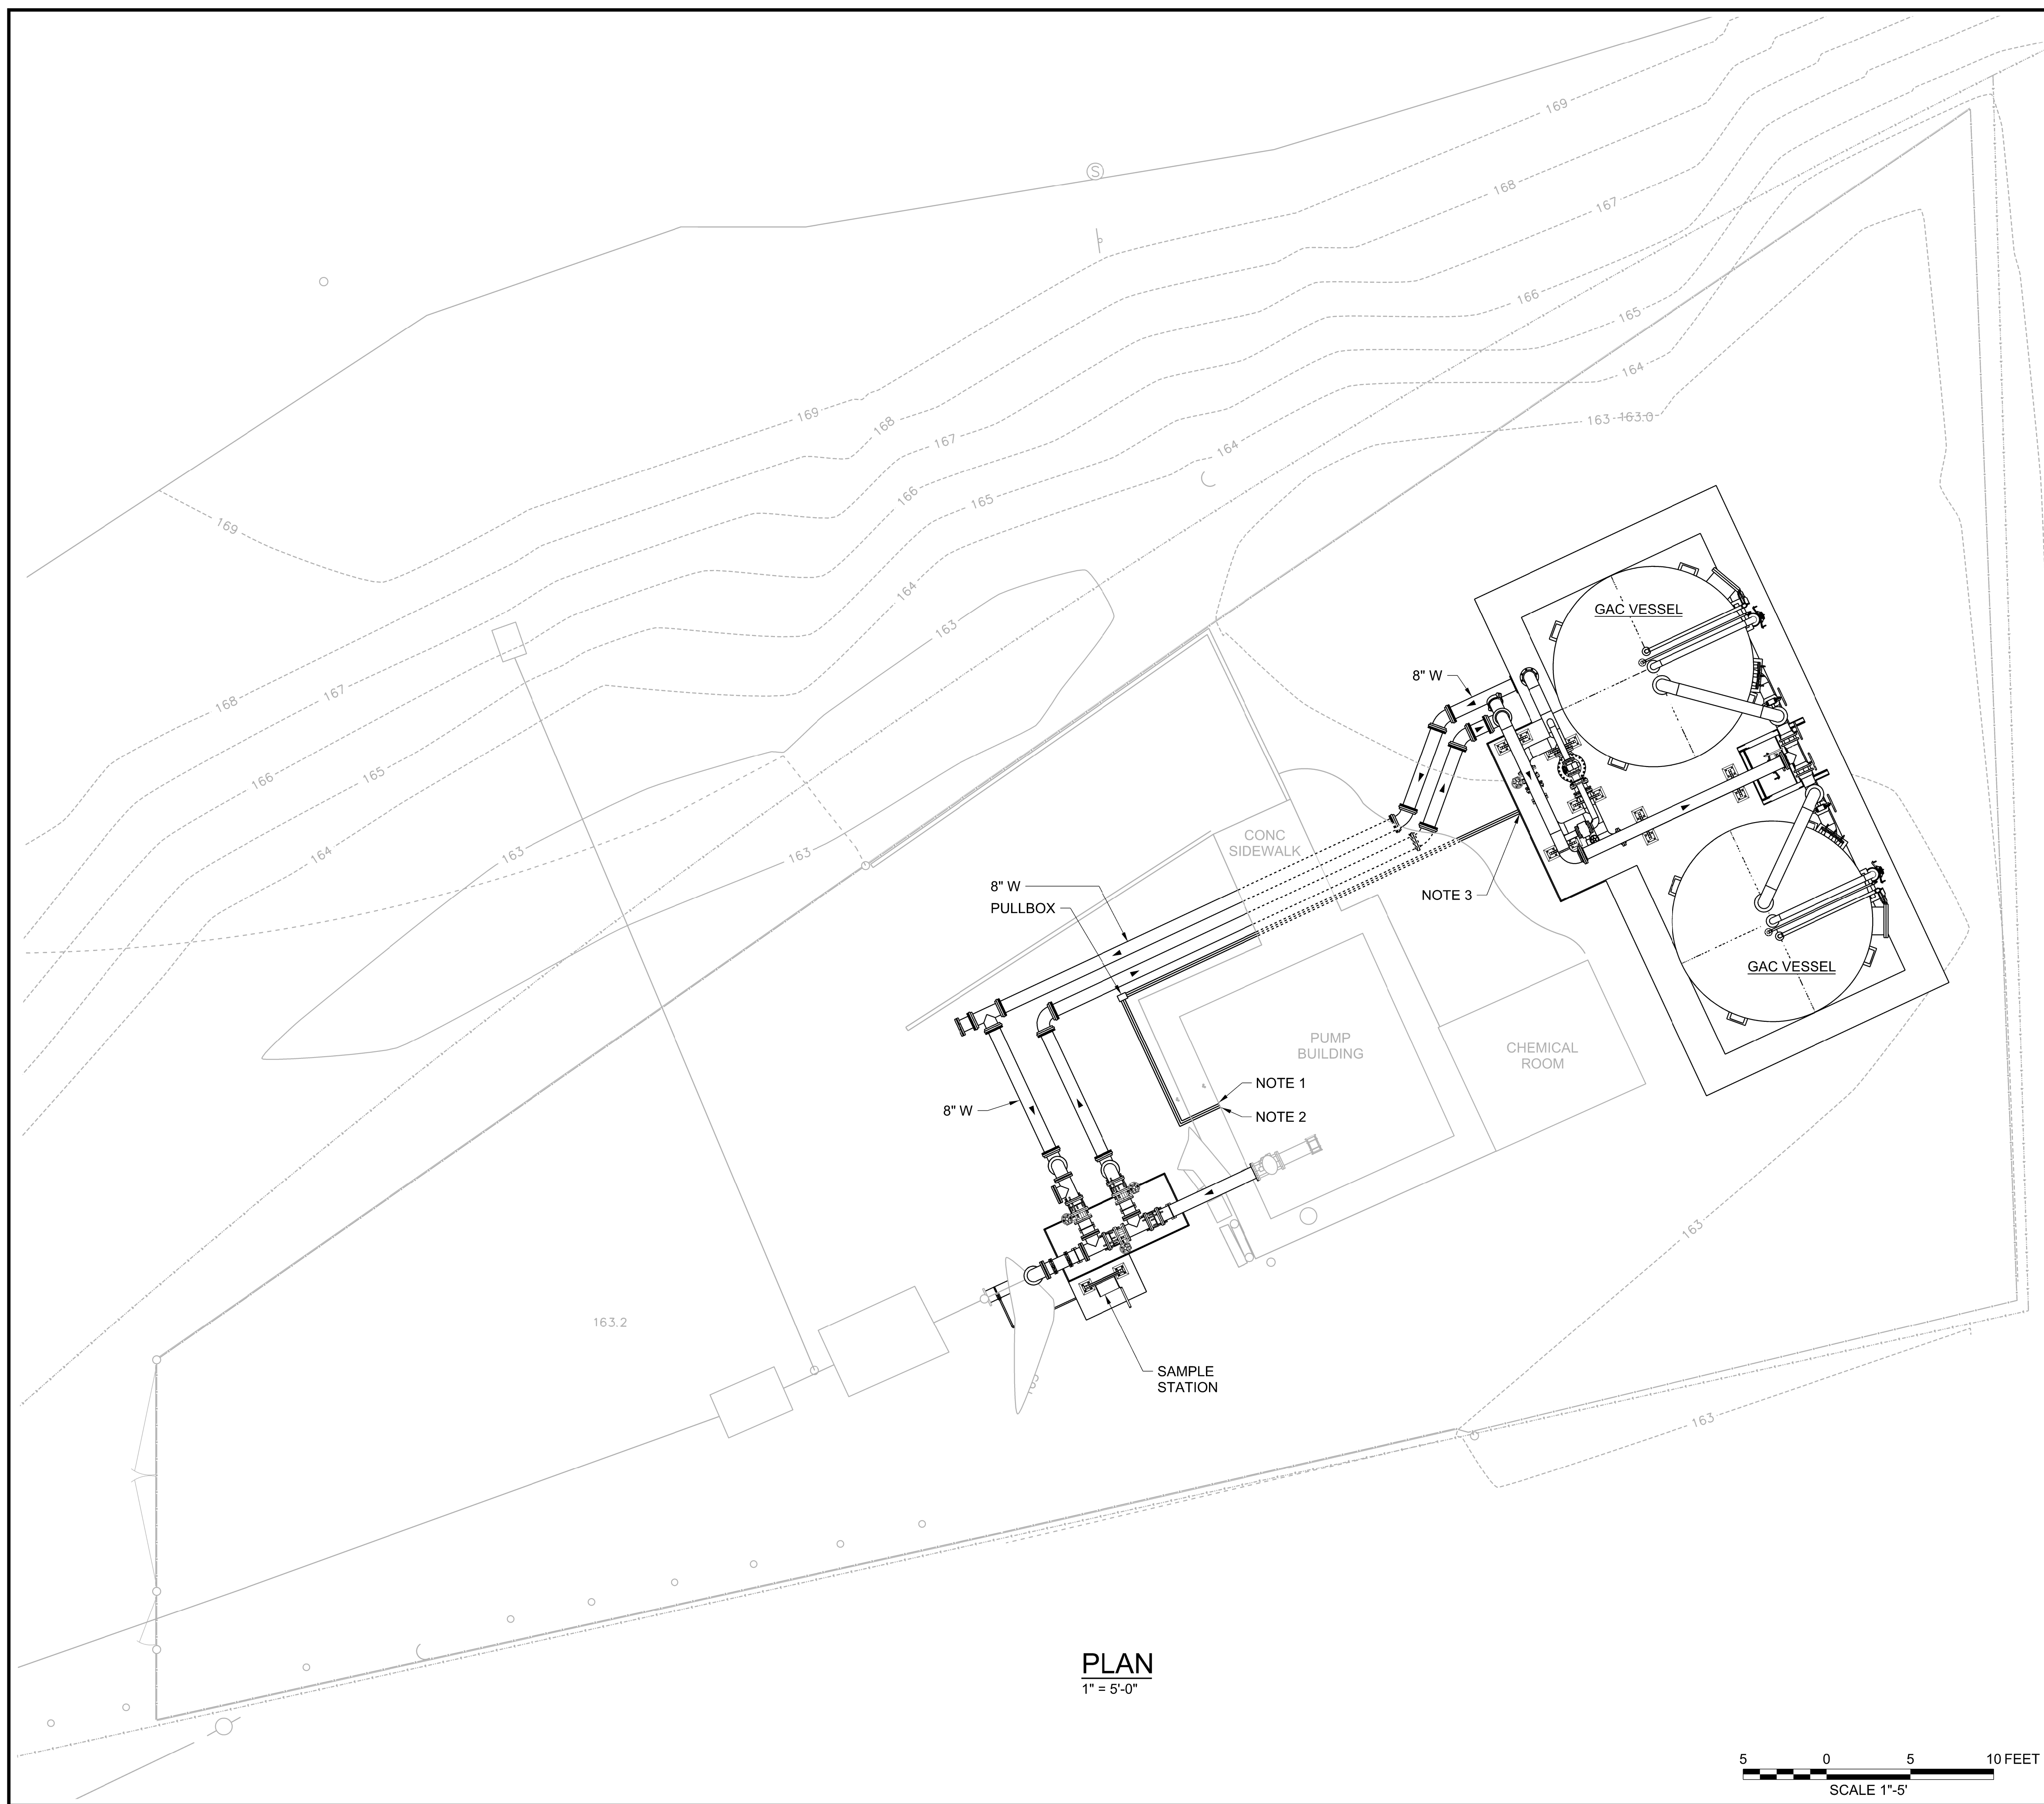 169
S
168
167
169
166
165
164
163 163.0
169
168
167
164
166
165
169
164
163
GAC VESSEL
8" W
168
167
166
165
164
163
163
CONC
SIDEWALK
8" W
PULLBOX
NOTE 3
GAC VESSEL
PUMP
BUILDING
CHEMICAL
ROOM
NOTE 1
8" W
NOTE 2
163
163.2
SAMPLE
STATION
163
PLAN
1" = 5'-0"
5 0 5 10 FEET
SCALE 1"-5'